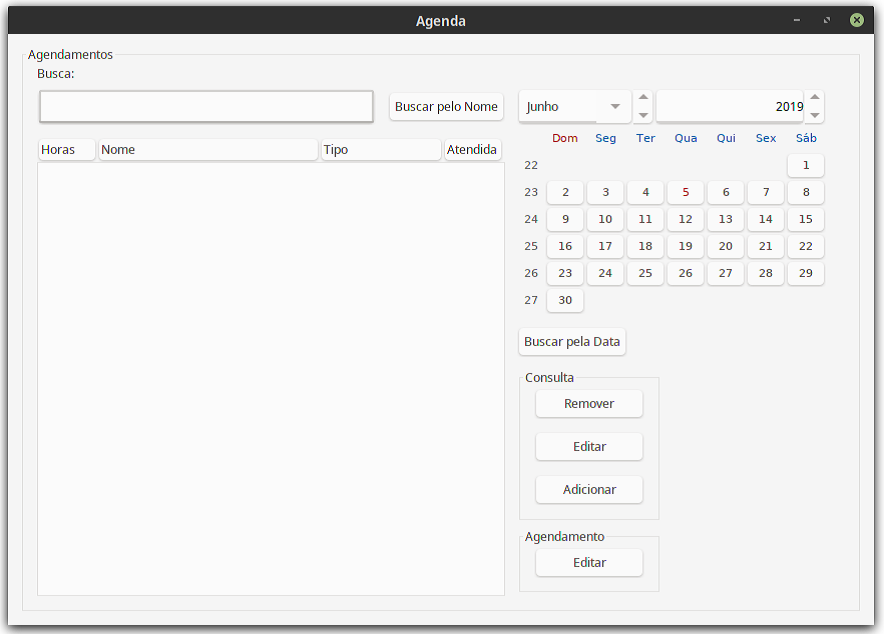 Agenda
Agendamentos
Busca:
Buscar pelo Nome
Junho
2019
Horas Nome Tipo Atendida
Dom Seg Ter Qua Qui Sex Sáb
22 1
23 2 3 4 5 6 7 8
24 9 10 11 12 13 14 15
25 16 17 18 19 20 21 22
26 23 24 25 26 27 28 29
27 30
Buscar pela Data
Consulta
Remover
Editar
Adicionar
Agendamento
Editar